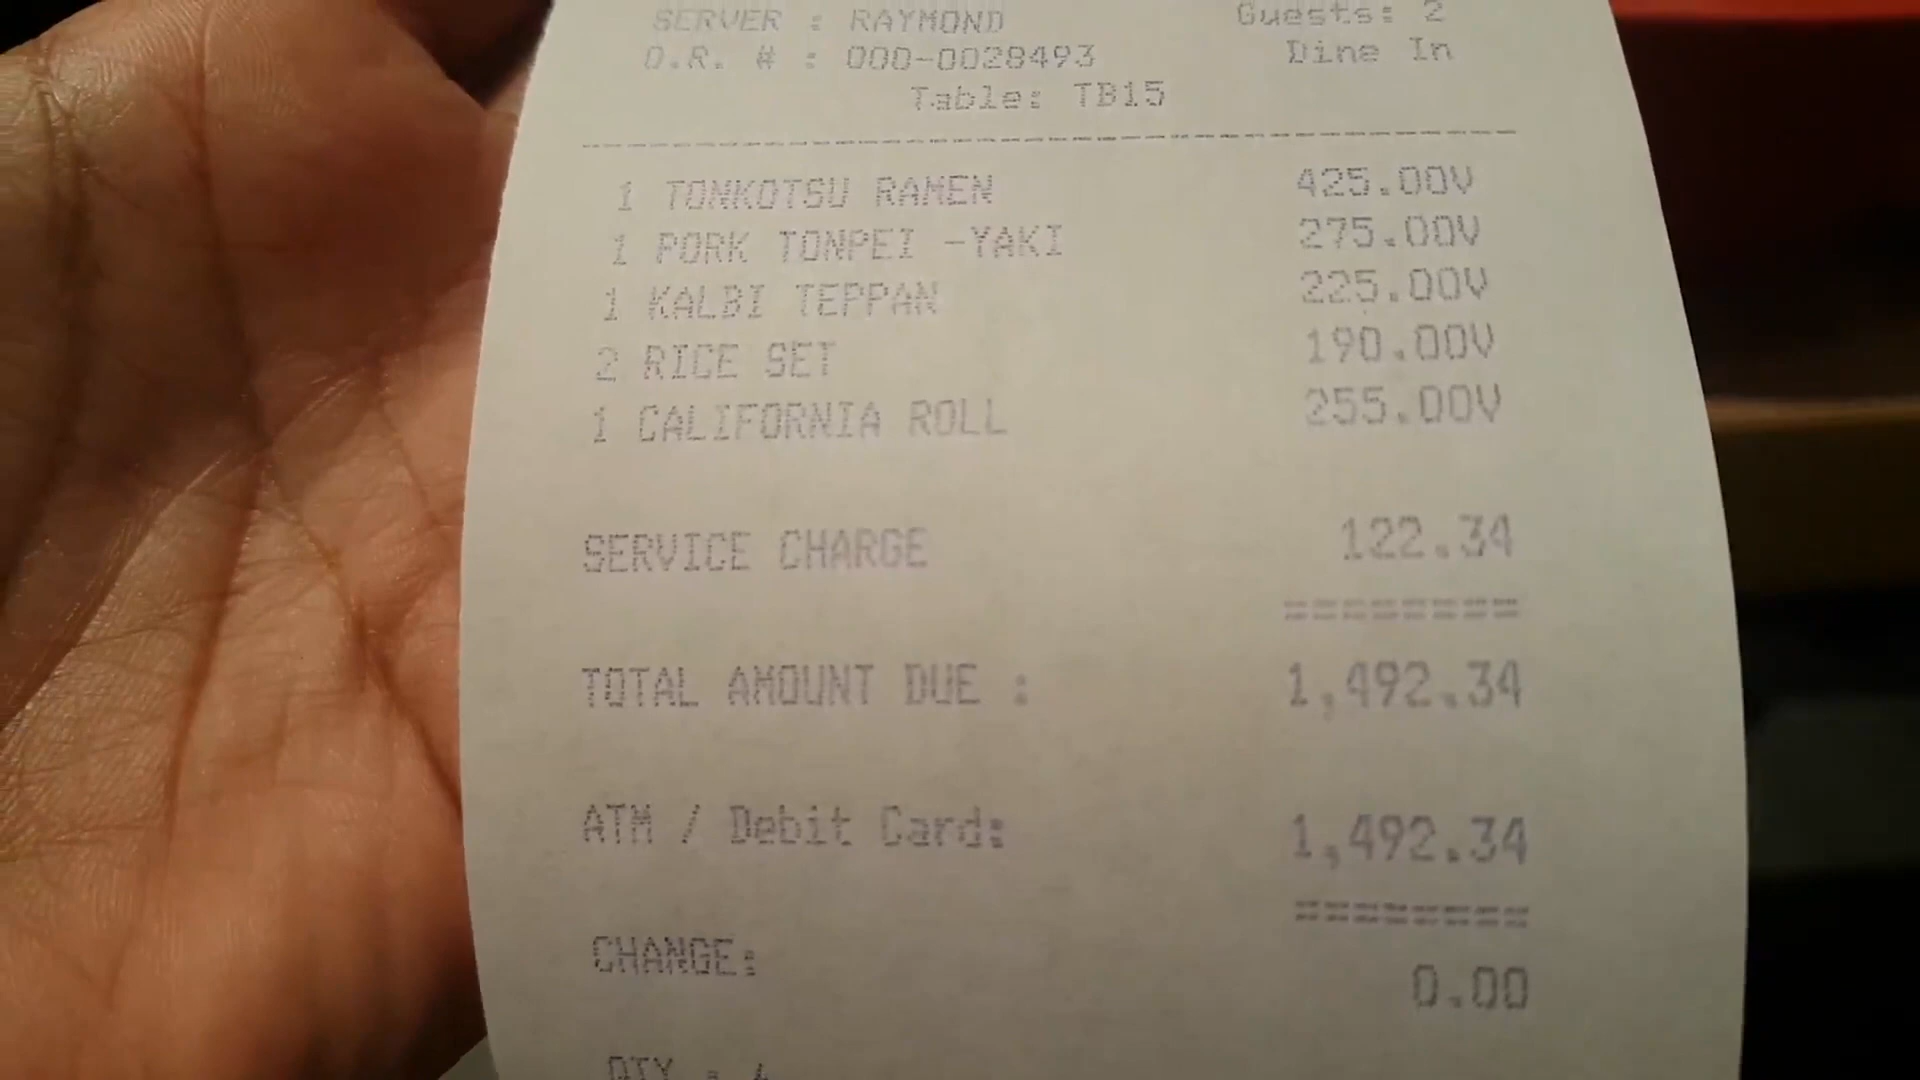 SERVER : RAYMOND Guests: 2
O.R. # : 000-0028493 Dine In
Table: TB15
1 TONKOTSU RAMEN 425.00V
1 PORK TONPEI -YAKI 275.00V
1 KALBI TEPPAN 225.00V
2 RICE SET 190.00V
1 CALIFORNIA ROLL 255.00V
SERVICE CHARGE 122.34
========
TOTAL AMOUNT DUE : 1,492.34
ATM / Debit Card: 1,492.34
========
CHANGE: 0.00
QTY :